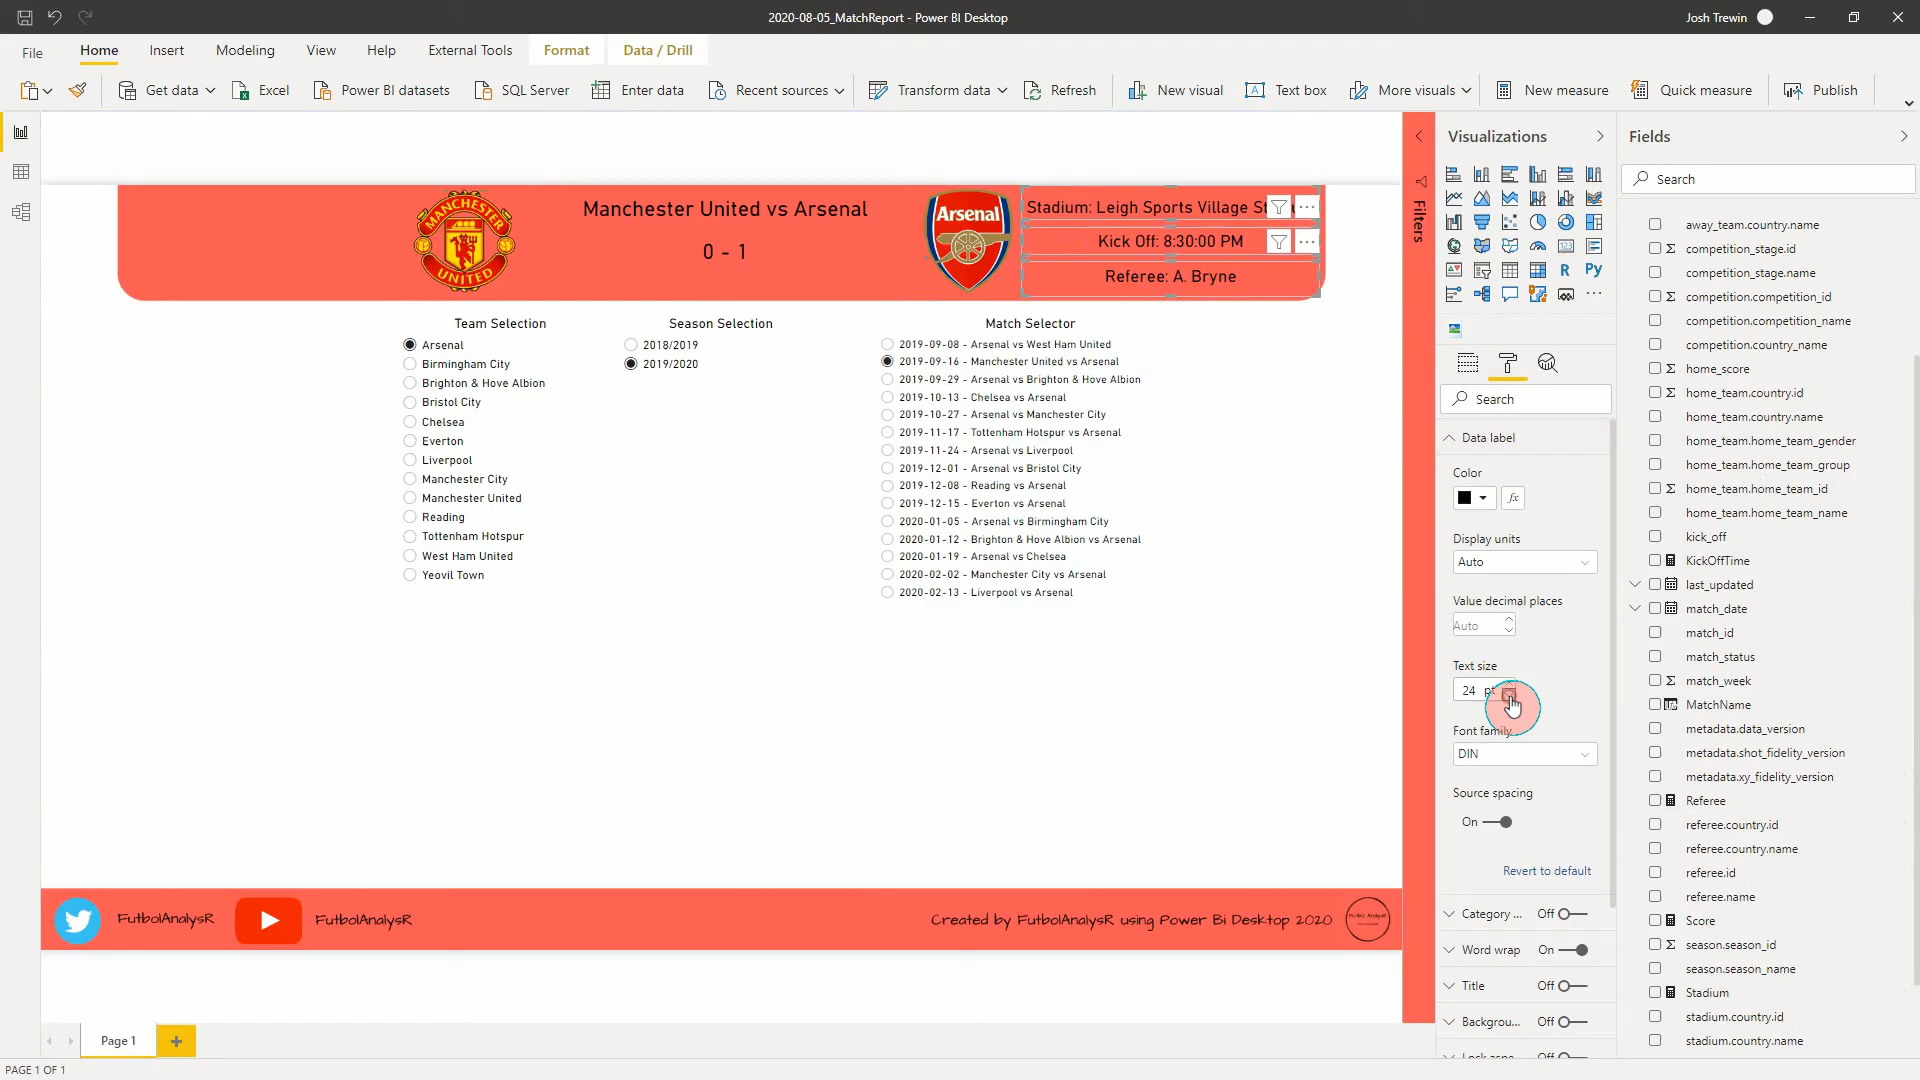 2020-08-05_MatchReport - Power BI Desktop
Josh Trewin
File
Home
Insert
Modeling
View
Help
External Tools
Format
Data / Drill
Get data
Excel
Power BI datasets
SQL Server
Enter data
Recent sources
Transform data
Refresh
New visual
Text box
More visuals
New measure
Quick measure
Publish
MANCHESTER
UNITED
Manchester United vs Arsenal
0 - 1
Arsenal
Stadium: Leigh Sports Village St
Kick Off: 8:30:00 PM
Referee: A. Bryne
Team Selection
Arsenal
Birmingham City
Brighton & Hove Albion
Bristol City
Chelsea
Everton
Liverpool
Manchester City
Manchester United
Reading
Tottenham Hotspur
West Ham United
Yeovil Town
Season Selection
2018/2019
2019/2020
Match Selector
2019-09-08 - Arsenal vs West Ham United
2019-09-16 - Manchester United vs Arsenal
2019-09-29 - Arsenal vs Brighton & Hove Albion
2019-10-13 - Chelsea vs Arsenal
2019-10-27 - Arsenal vs Manchester City
2019-11-17 - Tottenham Hotspur vs Arsenal
2019-11-24 - Arsenal vs Liverpool
2019-12-01 - Arsenal vs Bristol City
2019-12-08 - Reading vs Arsenal
2019-12-15 - Everton vs Arsenal
2020-01-05 - Arsenal vs Birmingham City
2020-01-12 - Brighton & Hove Albion vs Arsenal
2020-01-19 - Arsenal vs Chelsea
2020-02-02 - Manchester City vs Arsenal
2020-02-13 - Liverpool vs Arsenal
FutbolAnalysR
FutbolAnalysR
Created by FutbolAnalysR using Power Bi Desktop 2020
Page 1
PAGE 1 OF 1
Filters
Visualizations
123
R
Py
Search
Data label
Color
fx
Display units
Auto
Value decimal places
Auto
Text size
24 pt
Font family
DIN
Source spacing
On
Revert to default
Category ... Off
Word wrap On
Title Off
Backgrou... Off
Lock aspe... Off
Fields
Search
away_team.country.name
competition_stage.id
competition_stage.name
competition.competition_id
competition.competition_name
competition.country_name
home_score
home_team.country.id
home_team.country.name
home_team.home_team_gender
home_team.home_team_group
home_team.home_team_id
home_team.home_team_name
kick_off
KickOffTime
last_updated
match_date
match_id
match_status
match_week
MatchName
metadata.data_version
metadata.shot_fidelity_version
metadata.xy_fidelity_version
Referee
referee.country.id
referee.country.name
referee.id
referee.name
Score
season.season_id
season.season_name
Stadium
stadium.country.id
stadium.country.name